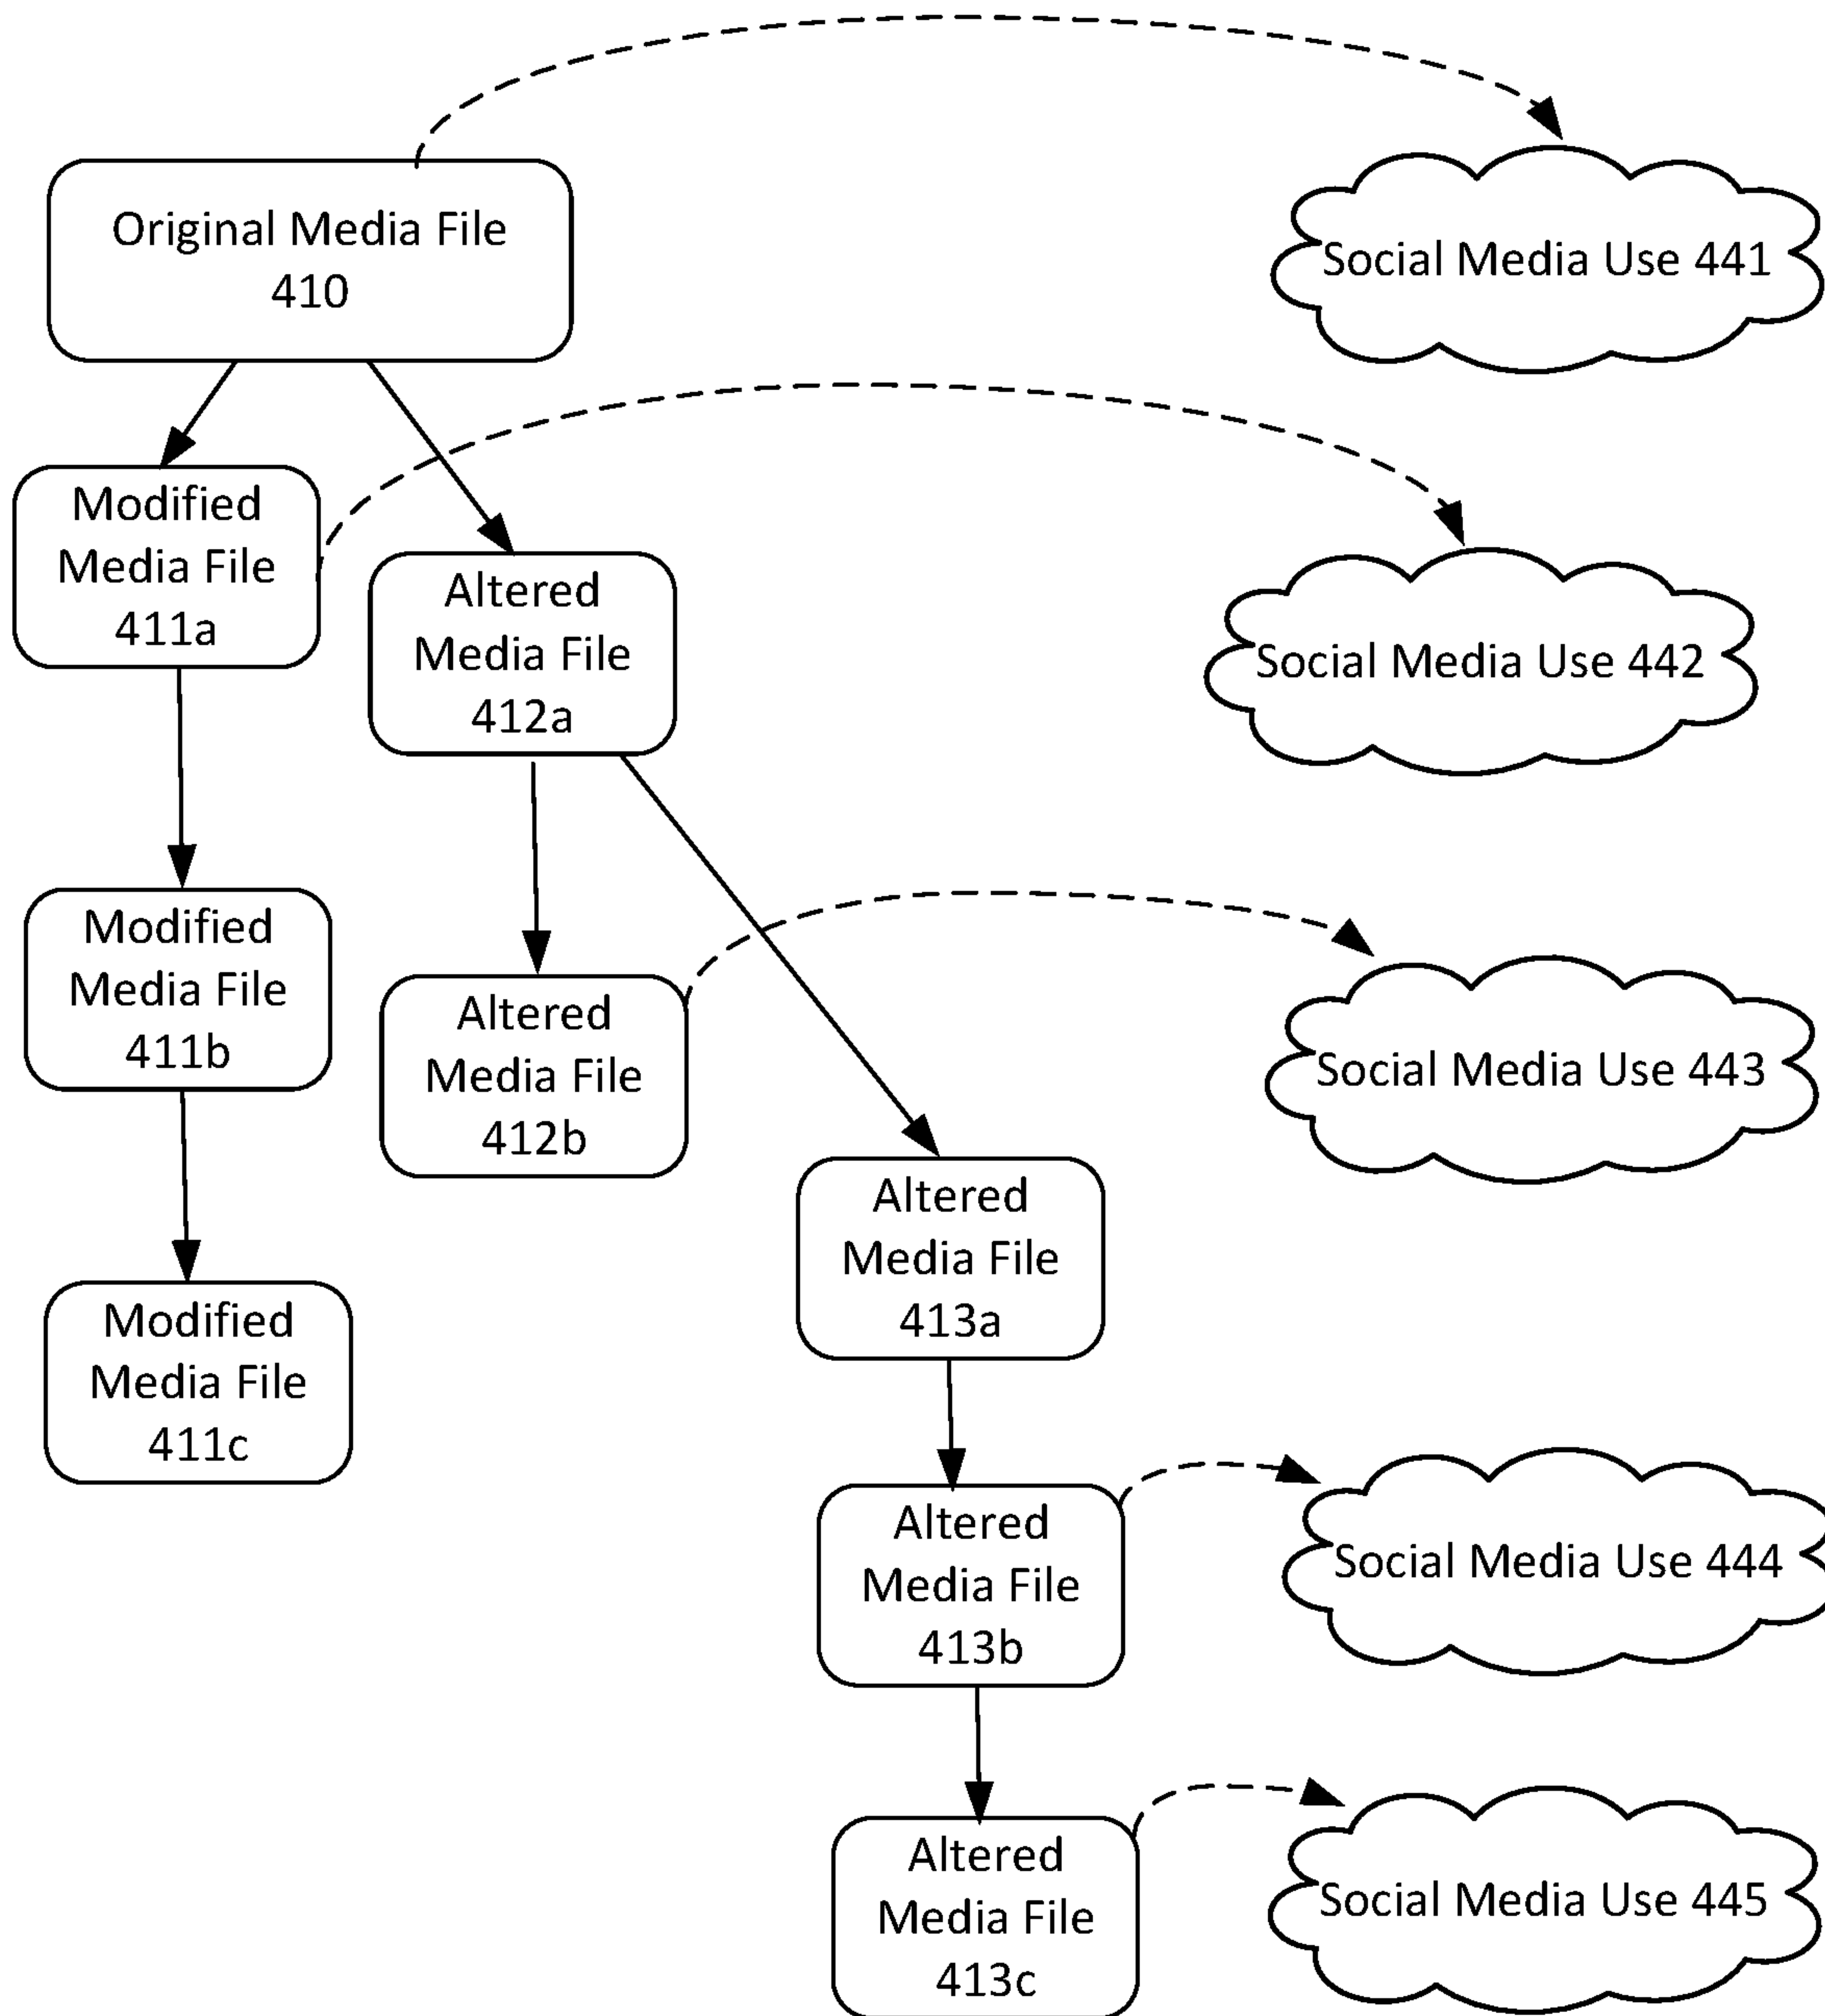 Original Media File
410
Social Media Use 441
Modified
Media File
411a
Altered
Media File
412a
Social Media Use 442
Modified
Media File
411b
Altered
Media File
412b
Social Media Use 443
Altered
Media File
413a
Modified
Media File
411c
Altered
Media File
413b
Social Media Use 444
Altered
Media File
413c
Social Media Use 445